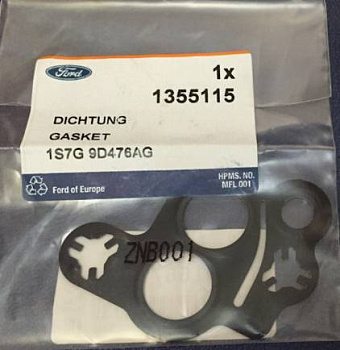 Ford
1x
1355115
DICHTUNG
GASKET
1S7G 9D476AG
Ford of Europe
HPMS. NO.
MFL 001
ZNB001